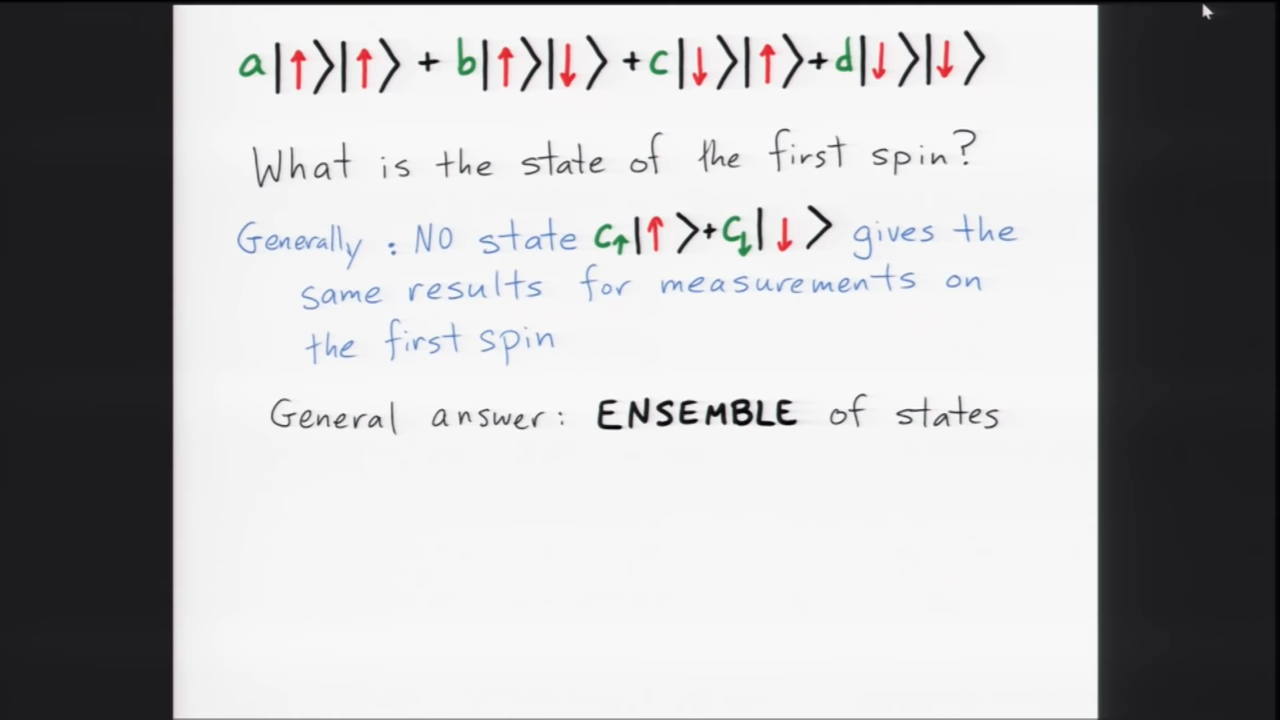 a|↑⟩|↑⟩ + b|↑⟩|↓⟩ + c|↓⟩|↑⟩ + d|↓⟩|↓⟩
What is the state of the first spin?
Generally : NO state C↑|↑⟩+C↓|↓⟩ gives the
same results for measurements on
the first spin
General answer: ENSEMBLE of states